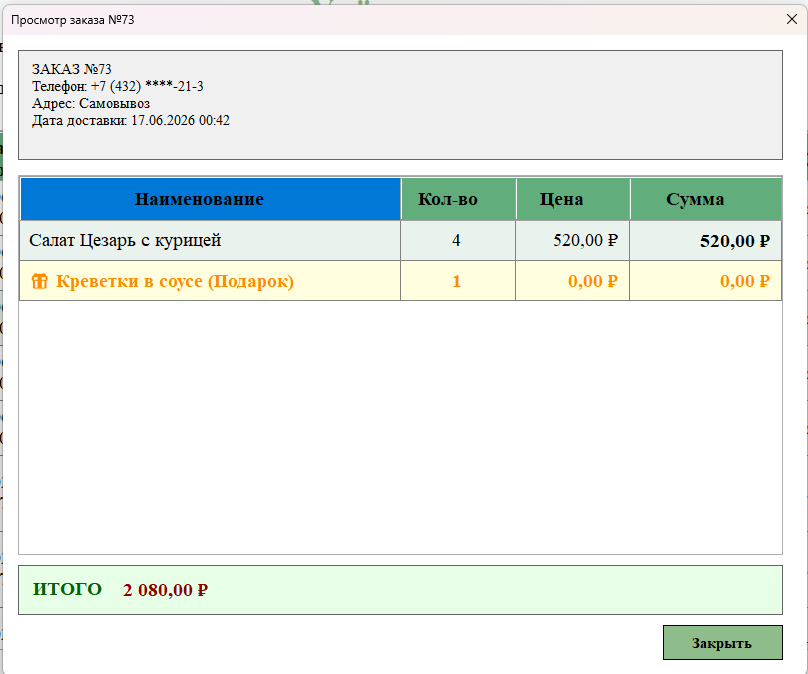 Просмотр заказа №73
ЗАКАЗ №73
Телефон: +7 (432) ****-21-3
Адрес: Самовывоз
Дата доставки: 17.06.2026 00:42
Наименование Кол-во Цена Сумма
Салат Цезарь с курицей 4 520,00 ₽ 520,00 ₽
Креветки в соусе (Подарок) 1 0,00 ₽ 0,00 ₽
ИТОГО 2 080,00 ₽
Закрыть